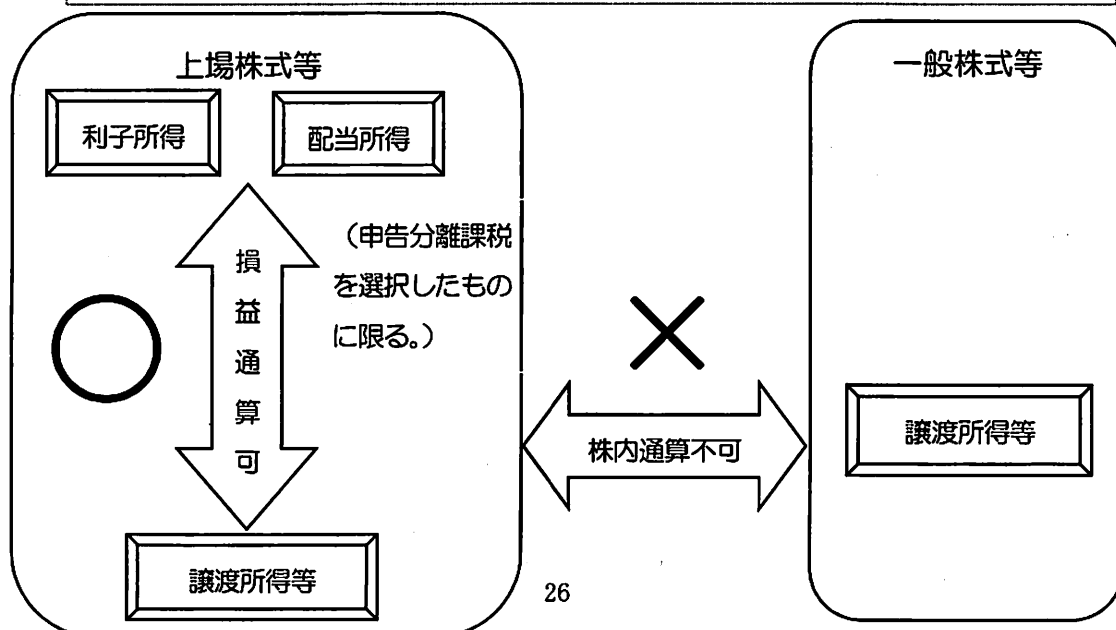 上場株式等
利子所得
配当所得
損益通算可
(申告分離課税
を選択したもの
に限る。)
譲渡所得等
株内通算不可
一般株式等
譲渡所得等
26